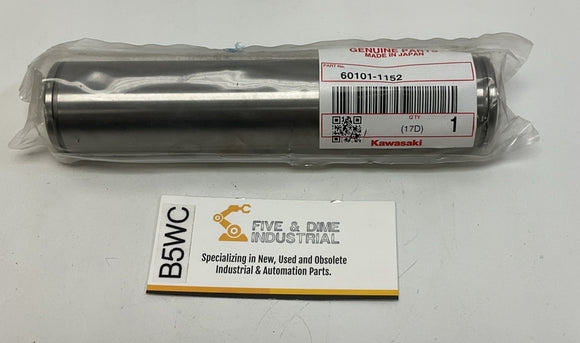 GENUINE PARTS
MADE IN JAPAN
PART No.
60101-1152
Q'TY
(17D)
1
Kawasaki
B5WC
FIVE & DIME
INDUSTRIAL
Specializing in New, Used and Obsolete
Industrial & Automation Parts.